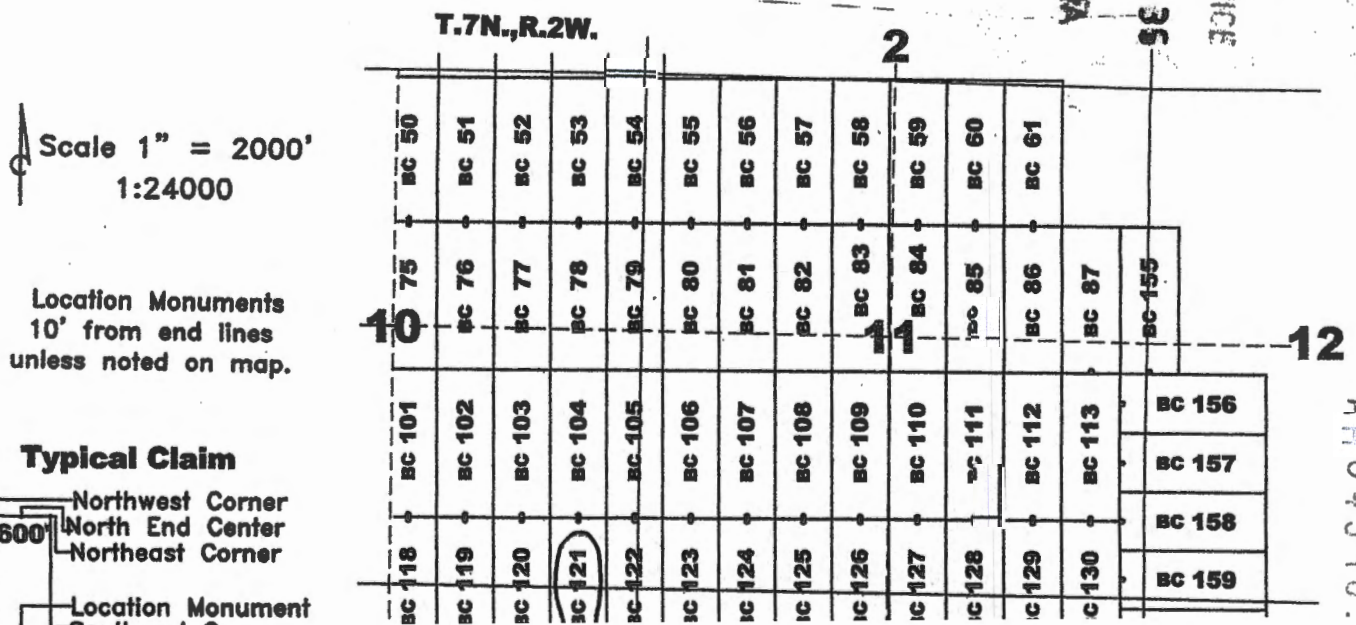 T.7N.,R.2W.
2
35
ICE
Scale 1" = 2000'
1:24000
BC 50 BC 51 BC 52 BC 53 BC 54 BC 55 BC 56 BC 57 BC 58 BC 59 BC 60 BC 61
Location Monuments
10' from end lines
unless noted on map.
BC 75 BC 76 BC 77 BC 78 BC 79 BC 80 BC 81 BC 82 BC 83 BC 84 BC 85 BC 86 BC 87 BC 155
10 11 12
BC 101 BC 102 BC 103 BC 104 BC 105 BC 106 BC 107 BC 108 BC 109 BC 110 BC 111 BC 112 BC 113
BC 156
BC 157
BC 158
BC 159
Typical Claim
Northwest Corner
600' North End Center
Northeast Corner
Location Monument
BC 118 BC 119 BC 120 BC 121 BC 122 BC 123 BC 124 BC 125 BC 126 BC 127 BC 128 BC 129 BC 130